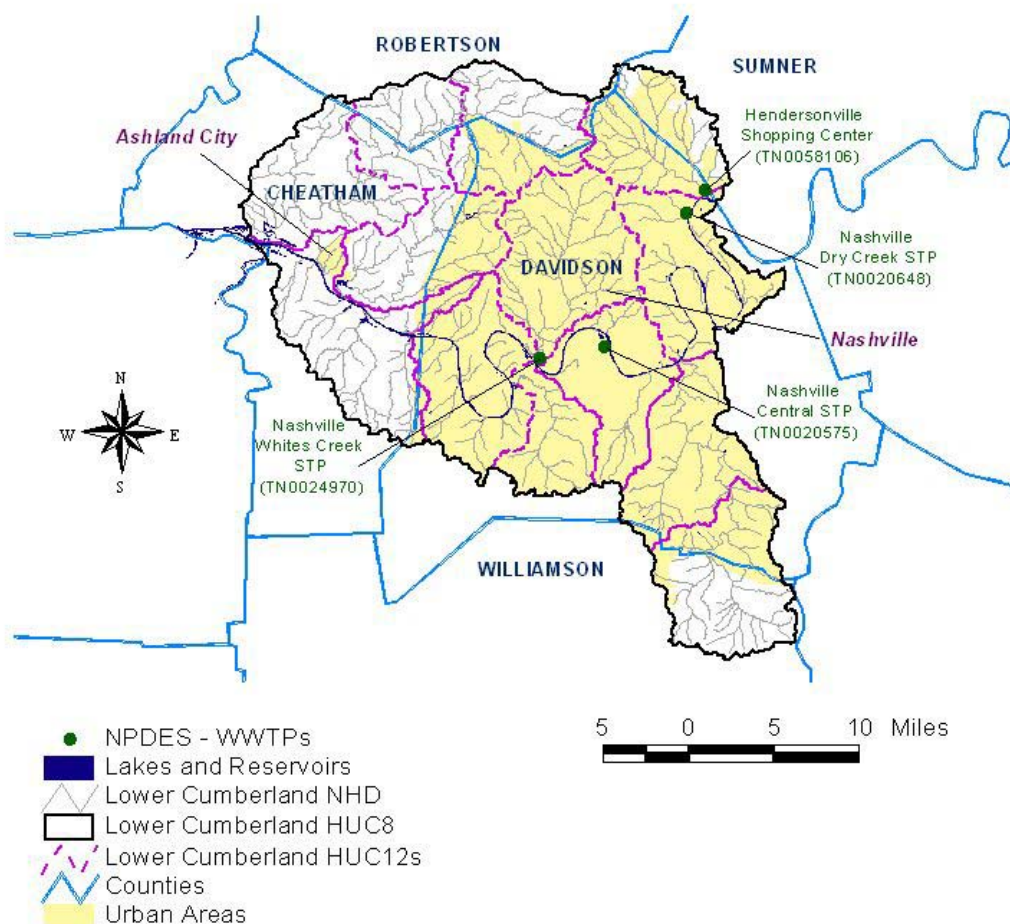 ROBERTSON
SUMNER
Hendersonville
Shopping Center
(TN0058106)
Ashland City
CHEATHAM
Nashville
Dry Creek STP
(TN0020648)
DAVIDSON
Nashville
N
W E
S
Nashville
Central STP
(TN0020575)
Nashville
Whites Creek
STP
(TN0024970)
WILLIAMSON
5 0 5 10 Miles
NPDES - WWTPs
Lakes and Reservoirs
Lower Cumberland NHD
Lower Cumberland HUC8
Lower Cumberland HUC12s
Counties
Urban Areas